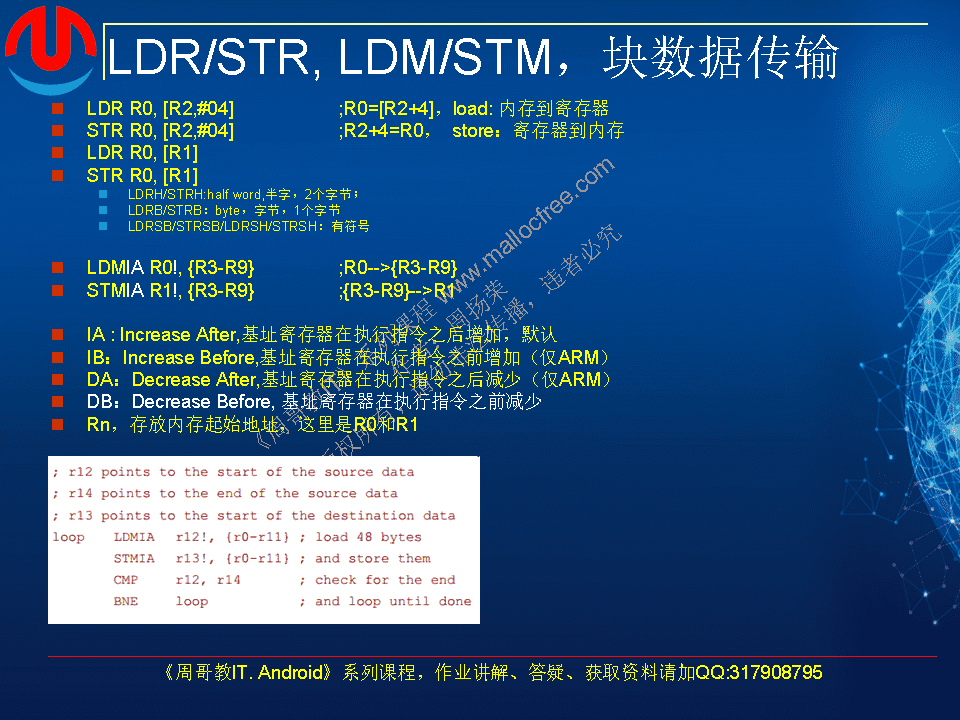 LDR/STR, LDM/STM，块数据传输
LDR R0, [R2,#04] ;R0=[R2+4]，load: 内存到寄存器
STR R0, [R2,#04] ;R2+4=R0， store：寄存器到内存
LDR R0, [R1]
STR R0, [R1]
LDRH/STRH:half word,半字，2个字节；
LDRB/STRB：byte，字节，1个字节
LDRSB/STRSB/LDRSH/STRSH：有符号
LDMIA R0!, {R3-R9} ;R0-->{R3-R9}
STMIA R1!, {R3-R9} ;{R3-R9}-->R1
IA : Increase After,基址寄存器在执行指令之后增加，默认
IB：Increase Before,基址寄存器在执行指令之前增加（仅ARM）
DA：Decrease After,基址寄存器在执行指令之后减少（仅ARM）
DB：Decrease Before, 基址寄存器在执行指令之前减少
Rn，存放内存起始地址，这里是R0和R1
; r12 points to the start of the source data
; r14 points to the end of the source data
; r13 points to the start of the destination data
loop LDMIA r12!, {r0-r11} ; load 48 bytes
STMIA r13!, {r0-r11} ; and store them
CMP r12, r14 ; check for the end
BNE loop ; and loop until done
www.mallocfree.com
周扬荣
传播，违者必究
《周哥教IT. Android》系列课程，作业讲解、答疑、获取资料请加QQ:317908795